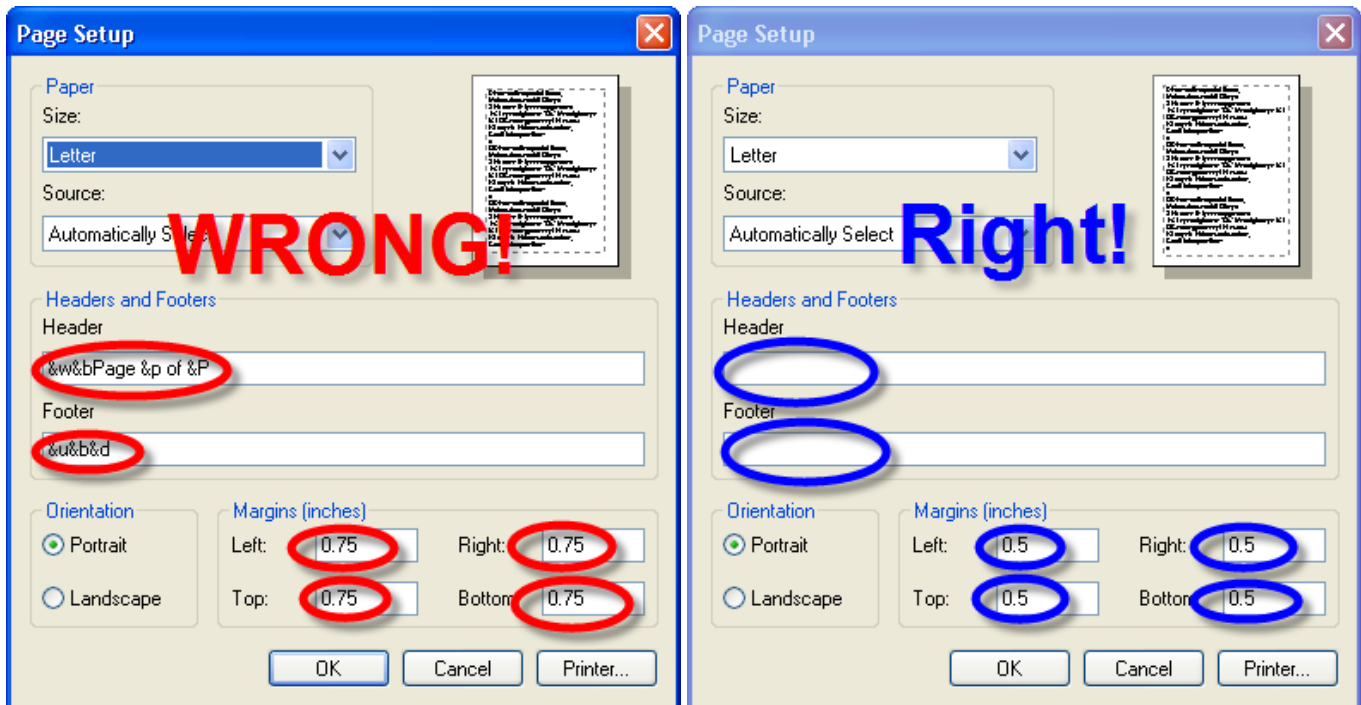 Page Setup
Paper
Size:
Letter
Source:
Automatically Select
WRONG!
Headers and Footers
Header
&w&bPage &p of &P
Footer
&u&b&d
Orientation
Portrait
Landscape
Margins (inches)
Left: 0.75 Right: 0.75
Top: 0.75 Bottom: 0.75
OK Cancel Printer...
Page Setup
Paper
Size:
Letter
Source:
Automatically Select
Right!
Headers and Footers
Header
Footer
Orientation
Portrait
Landscape
Margins (inches)
Left: 0.5 Right: 0.5
Top: 0.5 Bottom: 0.5
OK Cancel Printer...